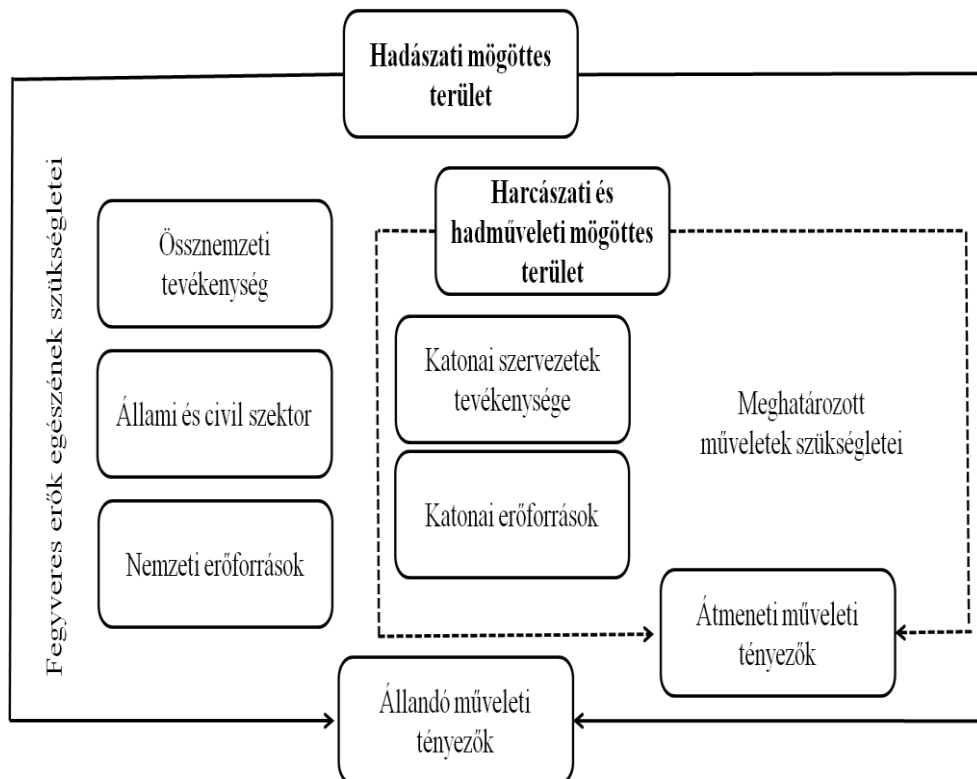 Hadászati mögöttes
terület
Fegyveres erők egészének szükségletei
Össznemzeti
tevékenység
Állami és civil szektor
Nemzeti erőforrások
Harcászati és
hadműveleti mögöttes
terület
Katonai szervezetek
tevékenysége
Katonai erőforrások
Meghatározott
műveletek szükségletei
Átmeneti műveleti
tényezők
Állandó műveleti
tényezők